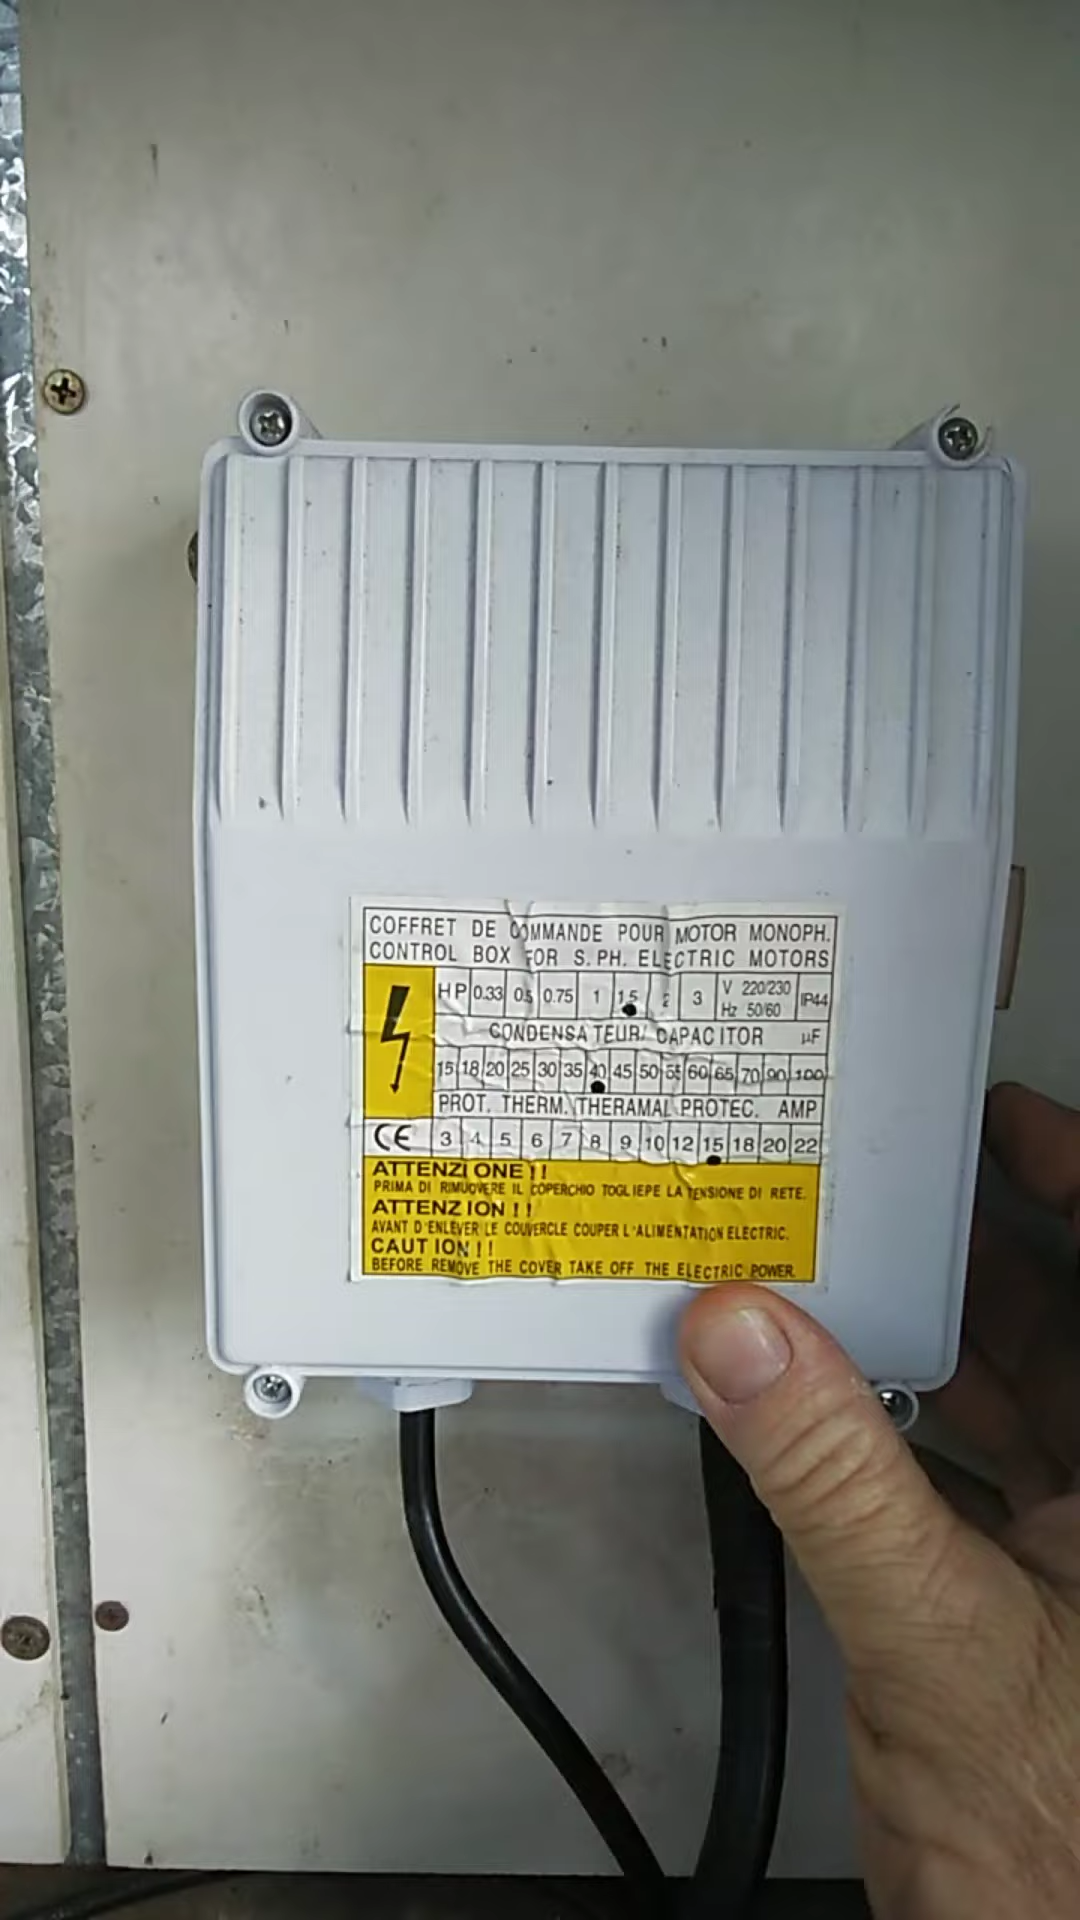 COFFRET DE COMMANDE POUR MOTOR MONOPH.
CONTROL BOX FOR S. PH. ELECTRIC MOTORS
HP 0.33 0.5 0.75 1 1.5 2 3 V 220/230 Hz 50/60 IP44
CONDENSATEUR/ CAPACITOR µF
15 18 20 25 30 35 40 45 50 55 60 65 70 90 100
PROT. THERM. THERAMAL PROTEC. AMP
CE 3 4 5 6 7 8 9 10 12 15 18 20 22
ATTENZIONE!!
PRIMA DI RIMUOVERE IL COPERCHIO TOGLIEPE LA TENSIONE DI RETE.
ATTENZION!!
AVANT D'ENLEVER LE COUVERCLE COUPER L'ALIMENTATION ELECTRIC.
CAUTION!!
BEFORE REMOVE THE COVER TAKE OFF THE ELECTRIC POWER.